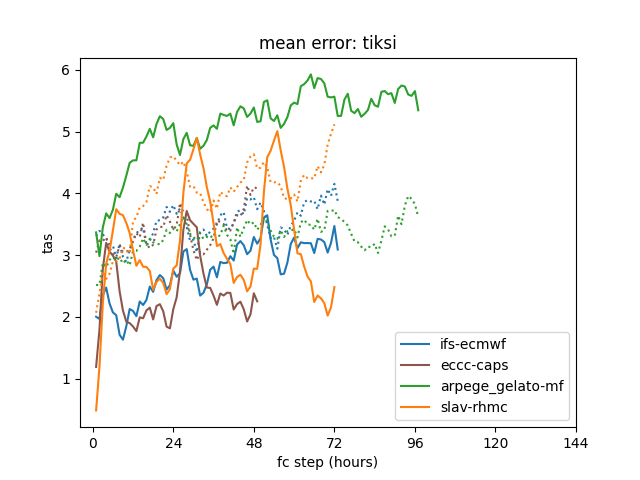 mean error: tiksi
6
5
4
3
2
1
tas
0 24 48 72 96 120 144
fc step (hours)
ifs-ecmwf
eccc-caps
arpege_gelato-mf
slav-rhmc